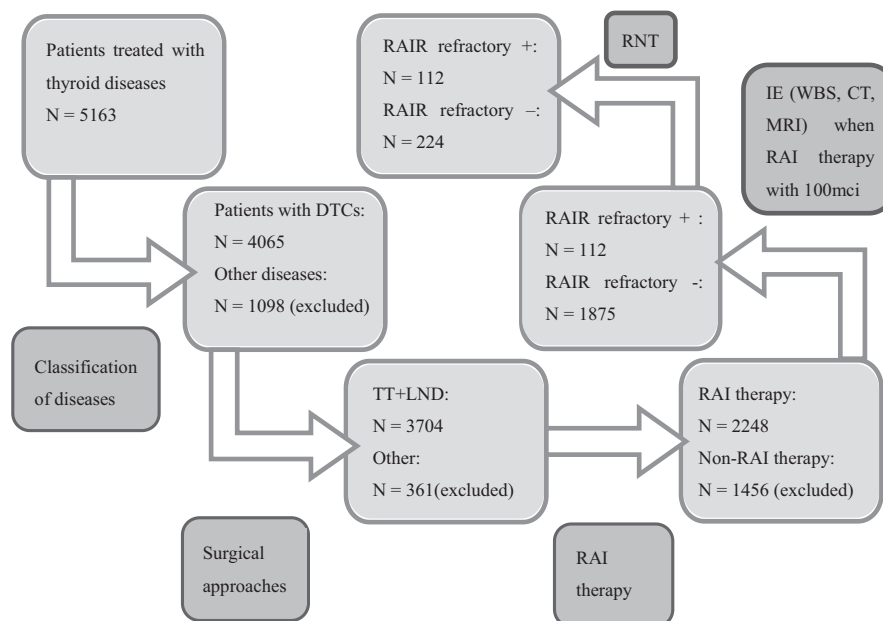 Patients treated with
thyroid diseases
N = 5163
Patients with DTCs:
N = 4065
Other diseases:
N = 1098 (excluded)
Classification
of diseases
TT+LND:
N = 3704
Other:
N = 361(excluded)
Surgical
approaches
RAI therapy:
N = 2248
Non-RAI therapy:
N = 1456 (excluded)
RAI
therapy
RAIR refractory + :
N = 112
RAIR refractory -:
N = 1875
IE (WBS, CT,
MRI) when
RAI therapy
with 100mci
RAIR refractory +:
N = 112
RAIR refractory –:
N = 224
RNT